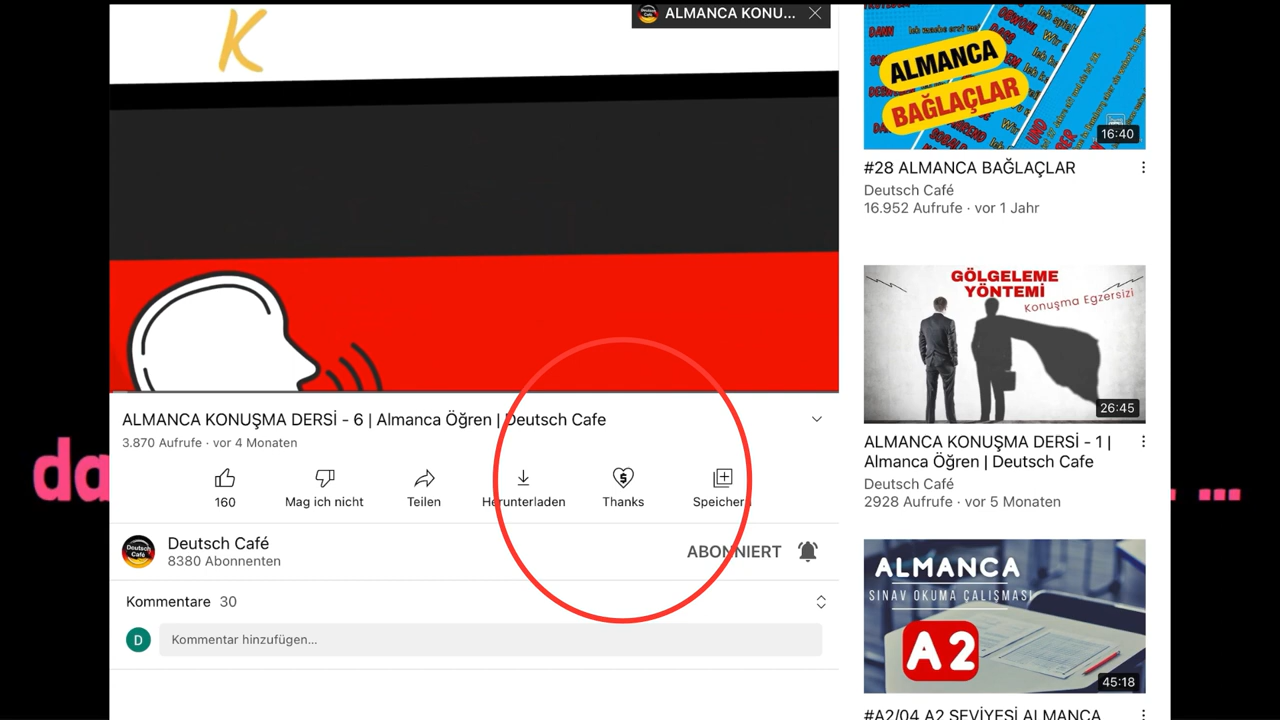 K
ALMANCA KONU... ×
ALMANCA KONUŞMA DERSİ - 6 | Almanca Öğren | Deutsch Cafe
3.870 Aufrufe · vor 4 Monaten
160
Mag ich nicht
Teilen
Herunterladen
Thanks
Speichern
Deutsch Café
Deutsch Café
8380 Abonnenten
ABONNIERT
Kommentare 30
D
Kommentar hinzufügen...
da
...
ALMANCA
BAĞLAÇLAR
16:40
#28 ALMANCA BAĞLAÇLAR
Deutsch Café
16.952 Aufrufe · vor 1 Jahr
GÖLGELEME
YÖNTEMİ
Konuşma Egzersizi
26:45
ALMANCA KONUŞMA DERSİ - 1 |
Almanca Öğren | Deutsch Cafe
Deutsch Café
2928 Aufrufe · vor 5 Monaten
ALMANCA
SINAV OKUMA ÇALIŞMASI
A2
45:18
#A2/04 A2 SEVİYESİ ALMANCA